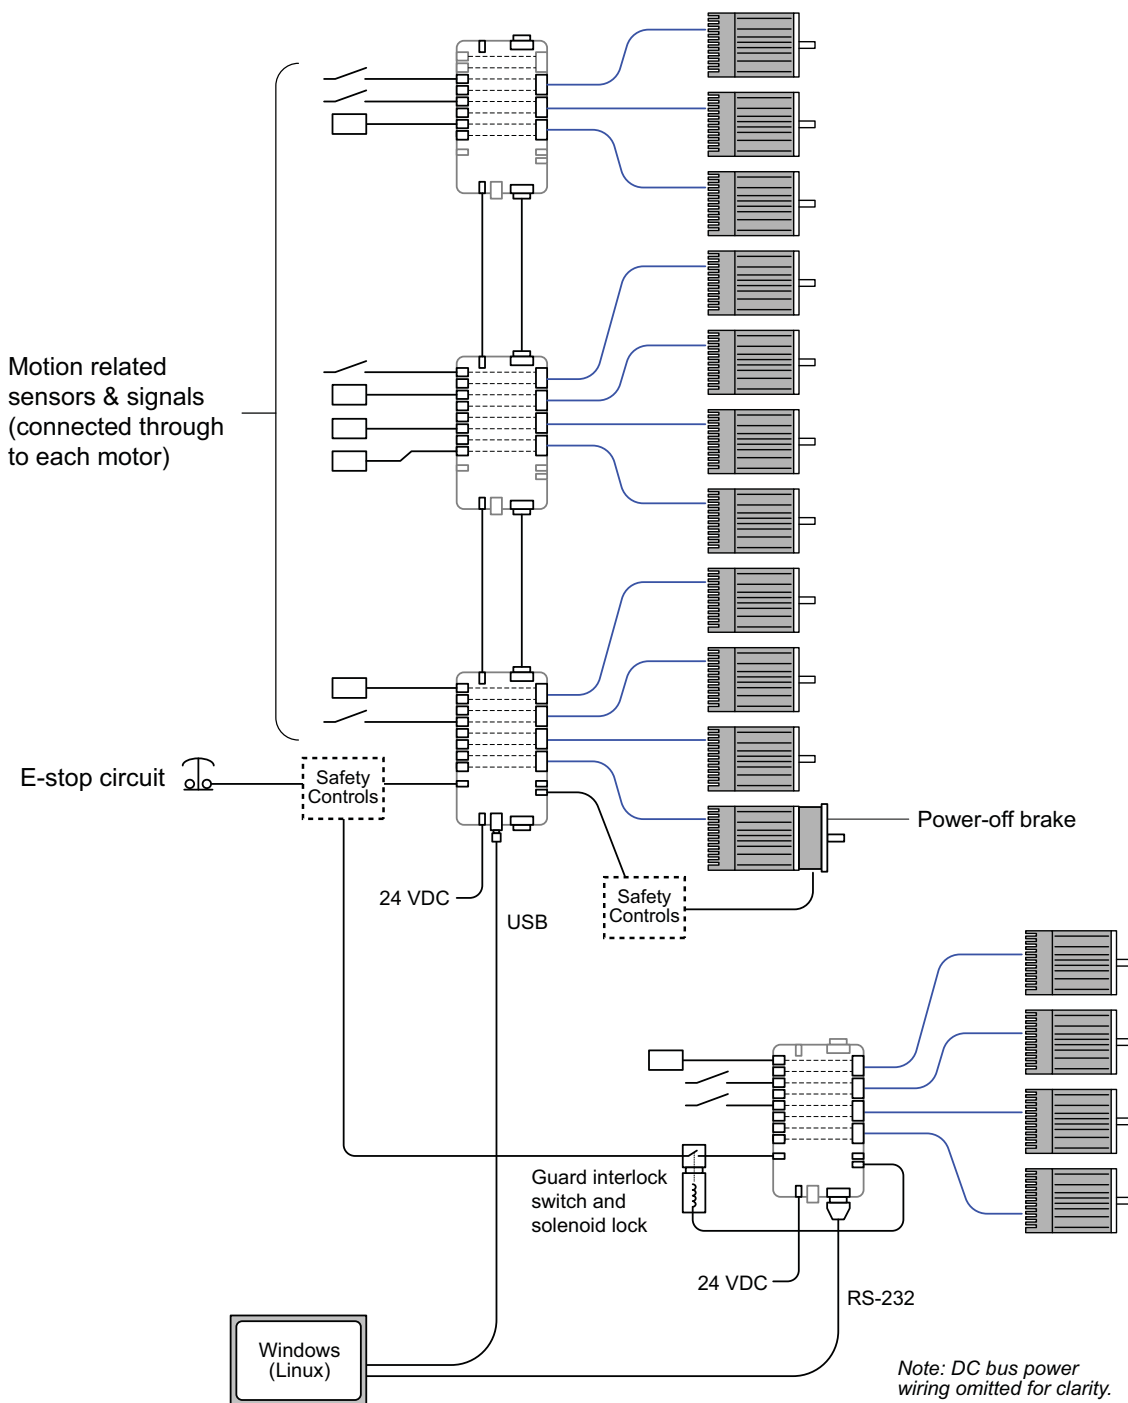 Motion related
sensors & signals
(connected through
to each motor)
E-stop circuit
Safety
Controls
Power-off brake
24 VDC
Safety
Controls
USB
Guard interlock
switch and
solenoid lock
24 VDC
RS-232
Windows
(Linux)
Note: DC bus power
wiring omitted for clarity.